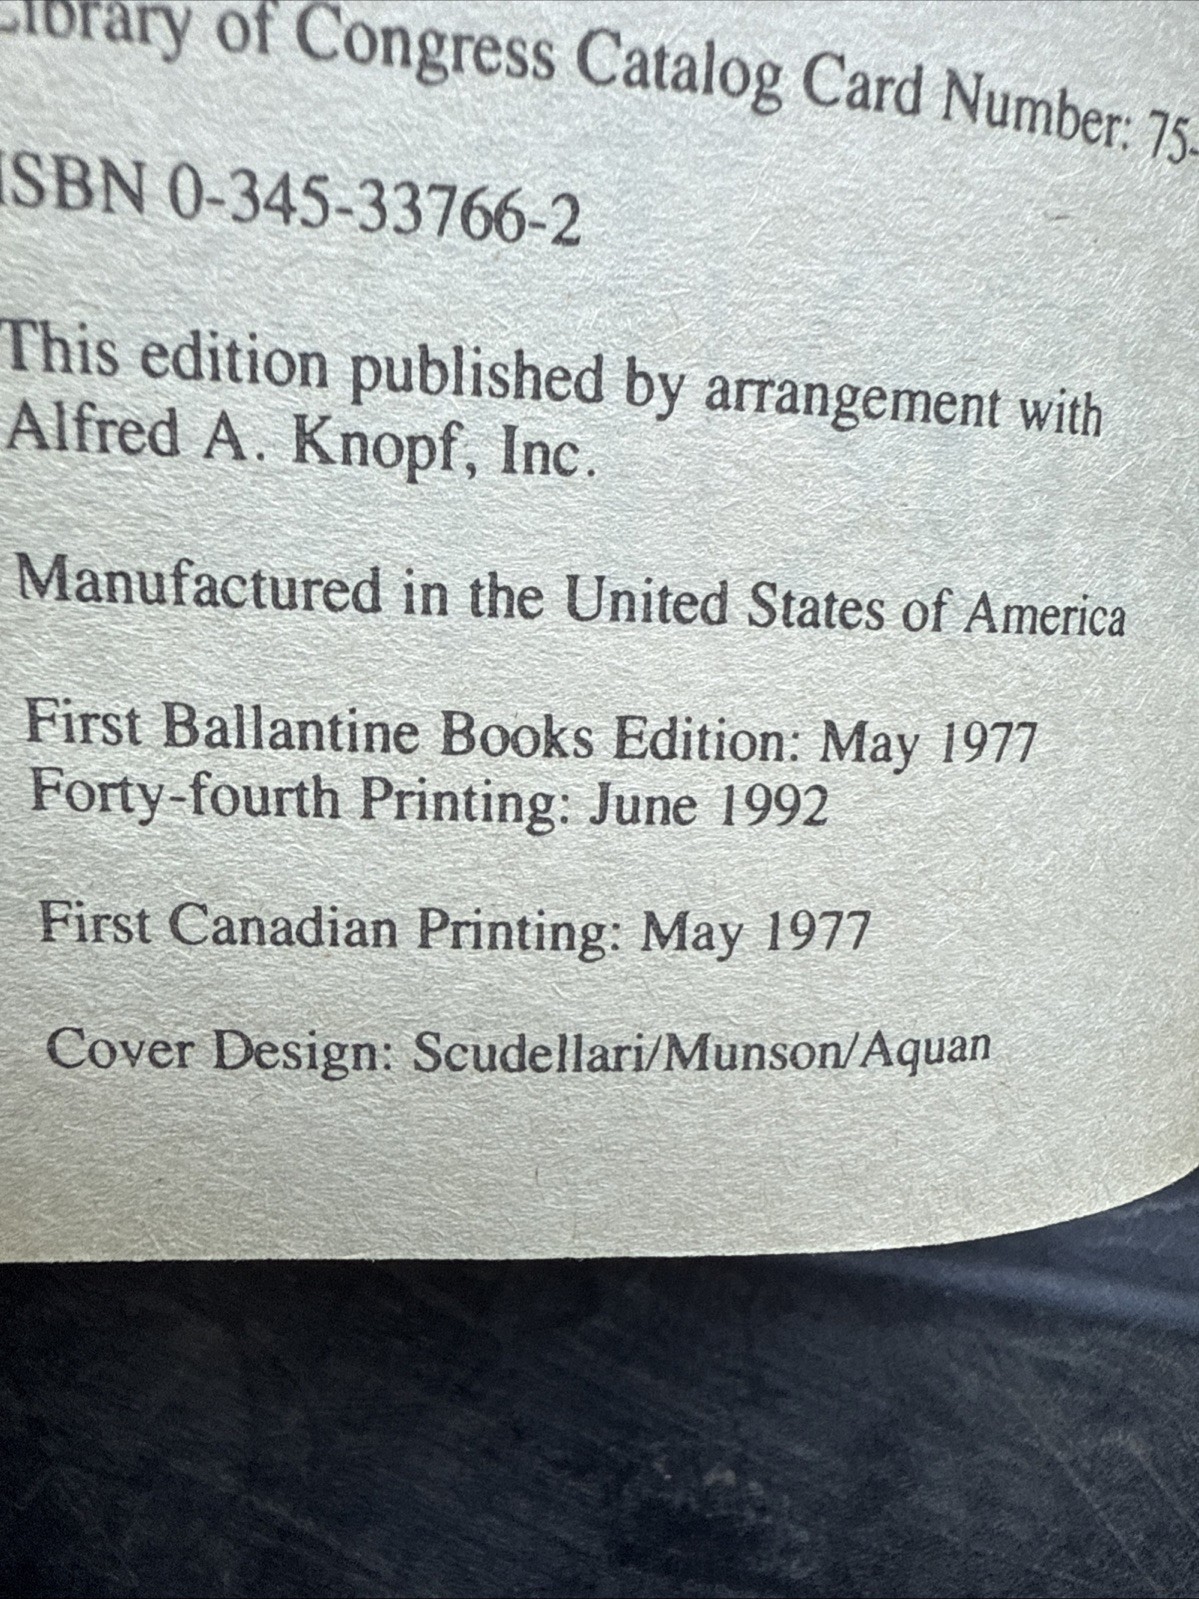 Library of Congress Catalog Card Number: 75-
ISBN 0-345-33766-2
This edition published by arrangement with
Alfred A. Knopf, Inc.
Manufactured in the United States of America
First Ballantine Books Edition: May 1977
Forty-fourth Printing: June 1992
First Canadian Printing: May 1977
Cover Design: Scudellari/Munson/Aquan